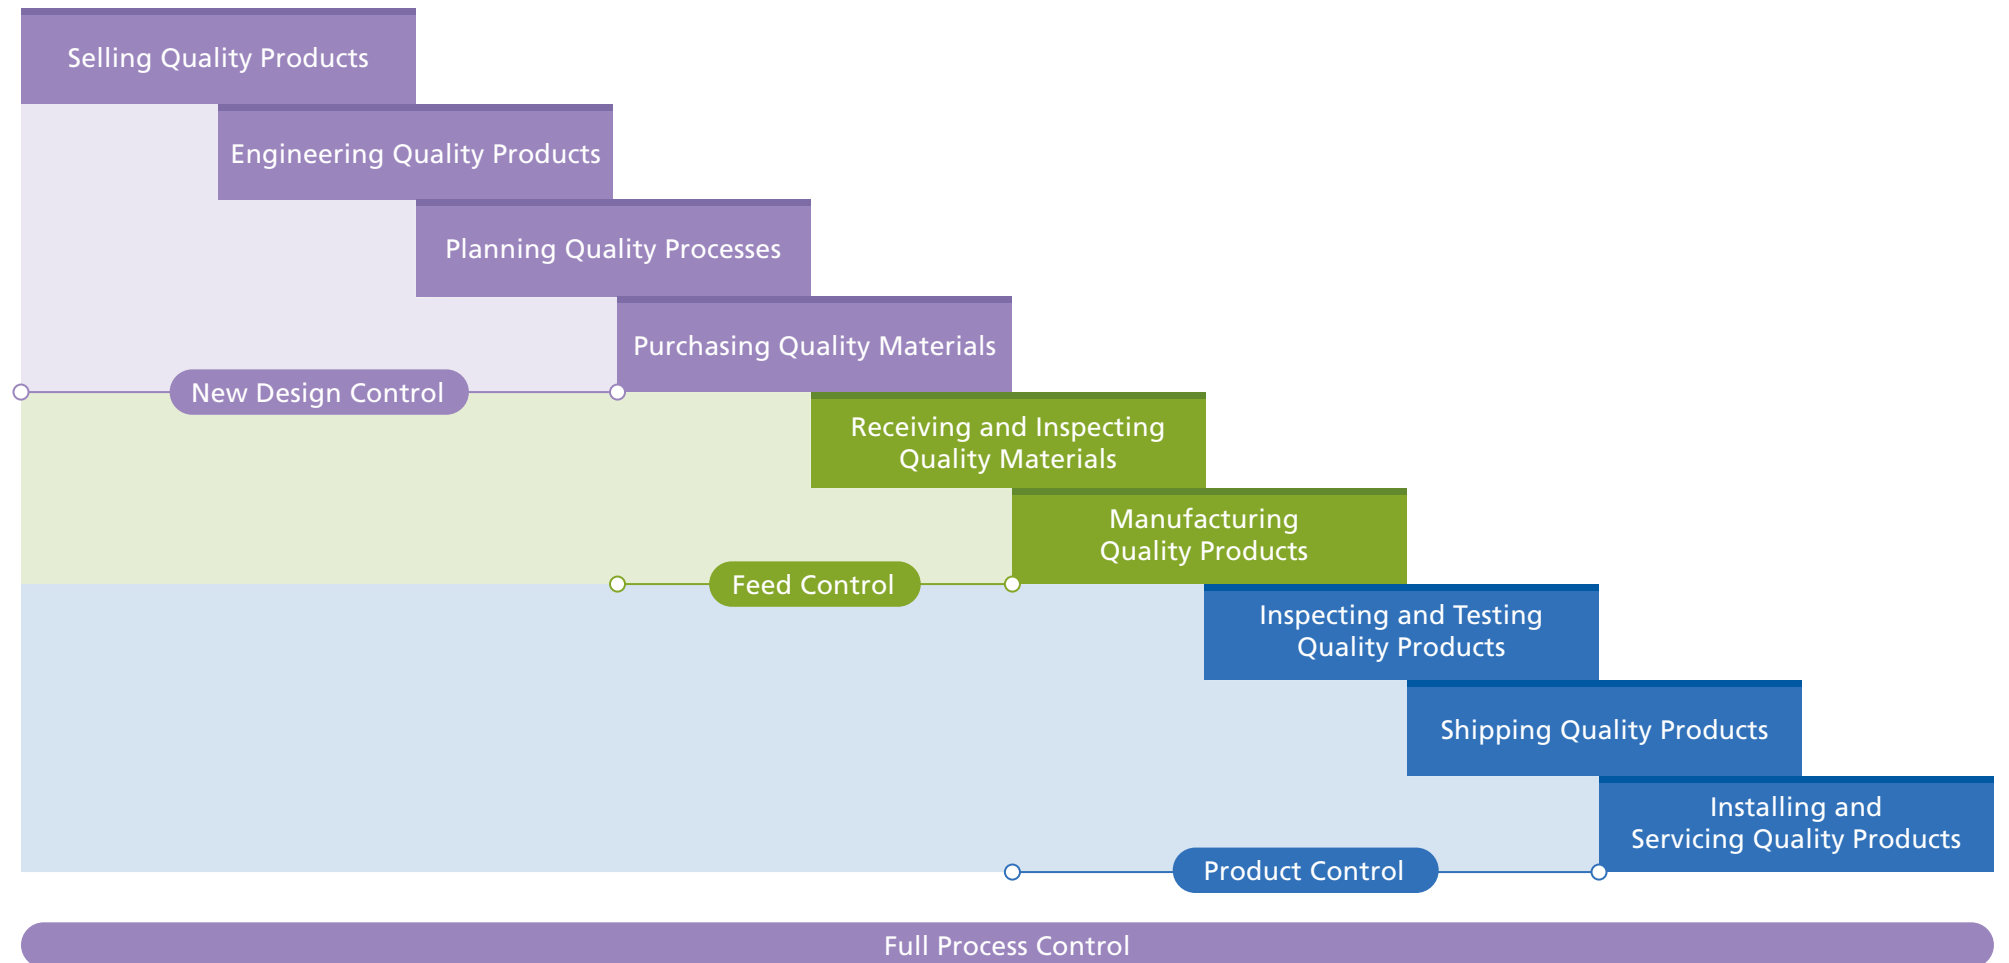 Selling Quality Products
Engineering Quality Products
Planning Quality Processes
Purchasing Quality Materials
New Design Control
Receiving and Inspecting
Quality Materials
Manufacturing
Quality Products
Feed Control
Inspecting and Testing
Quality Products
Shipping Quality Products
Installing and
Servicing Quality Products
Product Control
Full Process Control